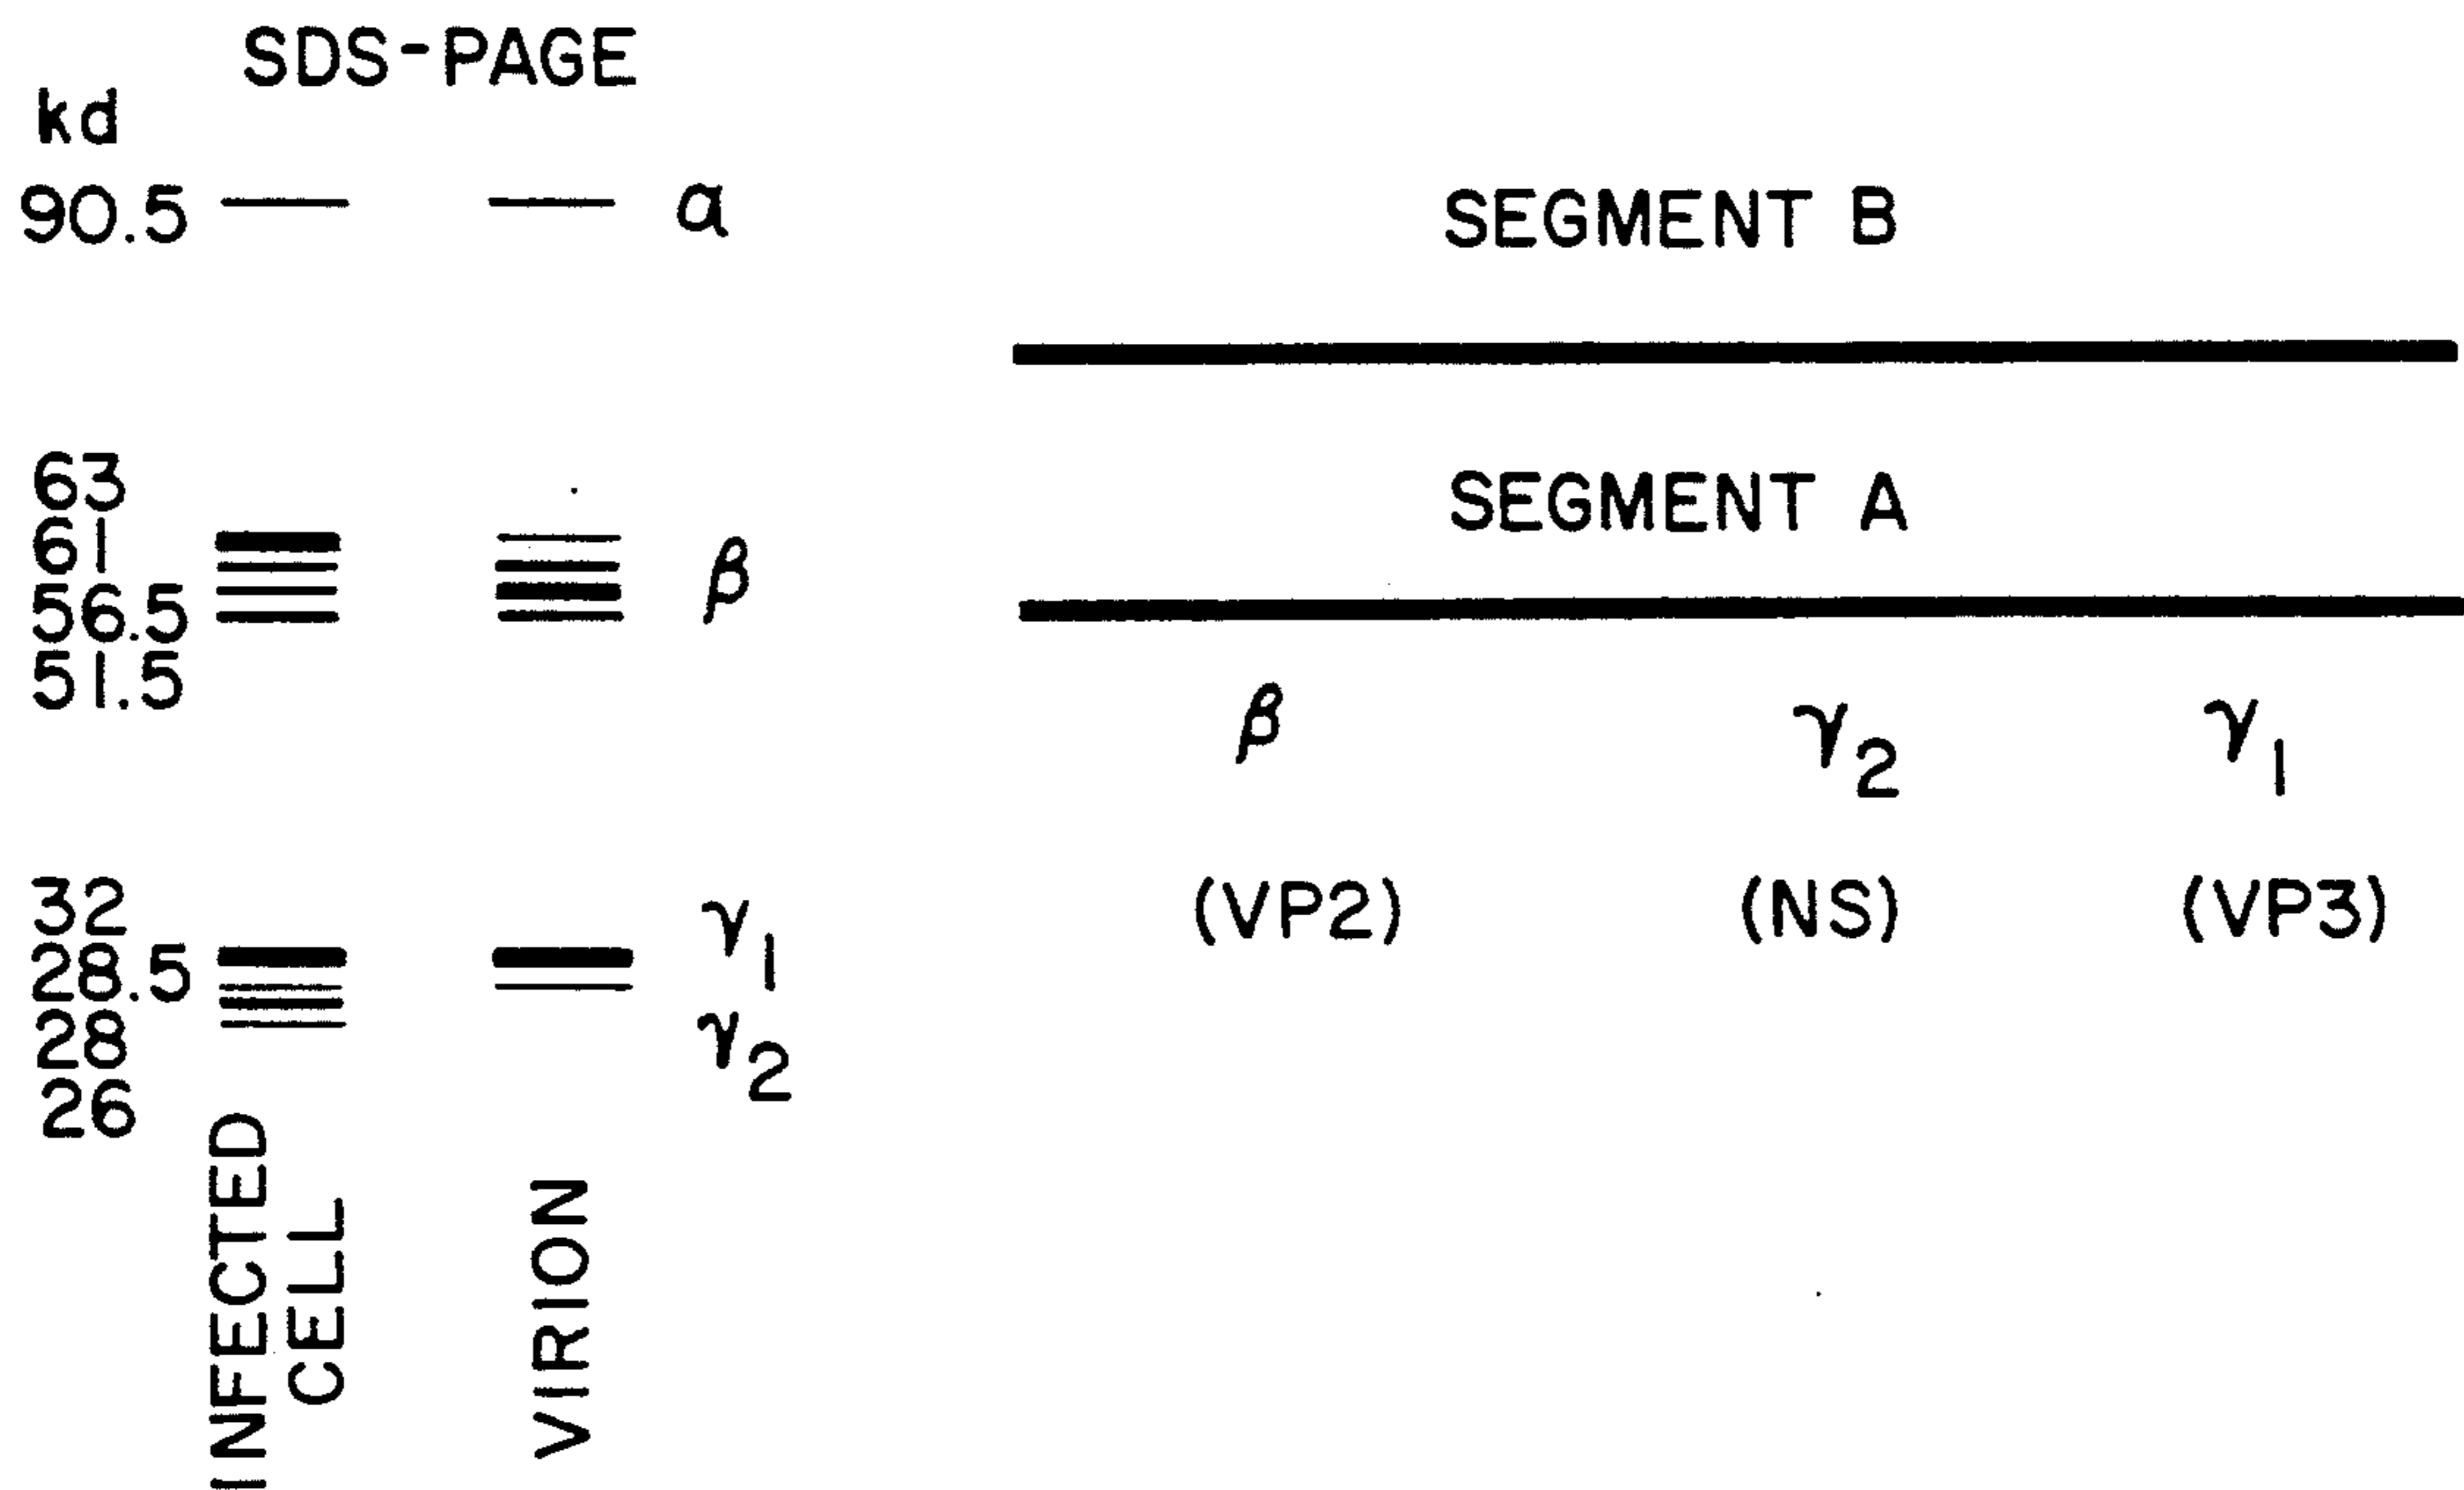 SDS-PAGE
kd
90.5 α SEGMENT B
63
61
56.5 β SEGMENT A
51.5
β γ2 γ1
(VP2) (NS) (VP3)
32
28.5 γ1
28 γ2
26
INFECTED
CELL
VIRION